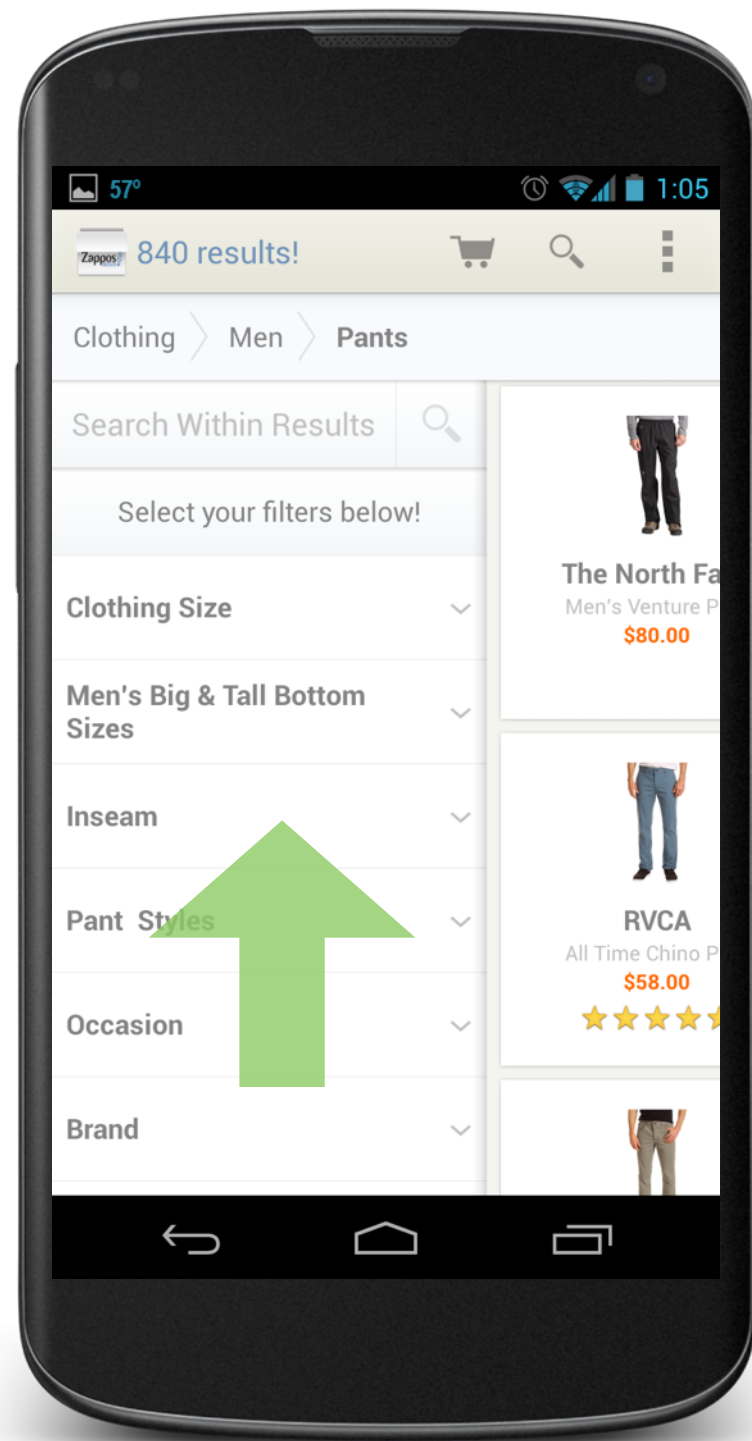 57°
1:05
Zappos
840 results!
Clothing
Men
Pants
Search Within Results
Select your filters below!
Clothing Size
Men's Big & Tall Bottom
Sizes
Inseam
Pant Styles
Occasion
Brand
The North Fa
Men's Venture P
$80.00
RVCA
All Time Chino P
$58.00